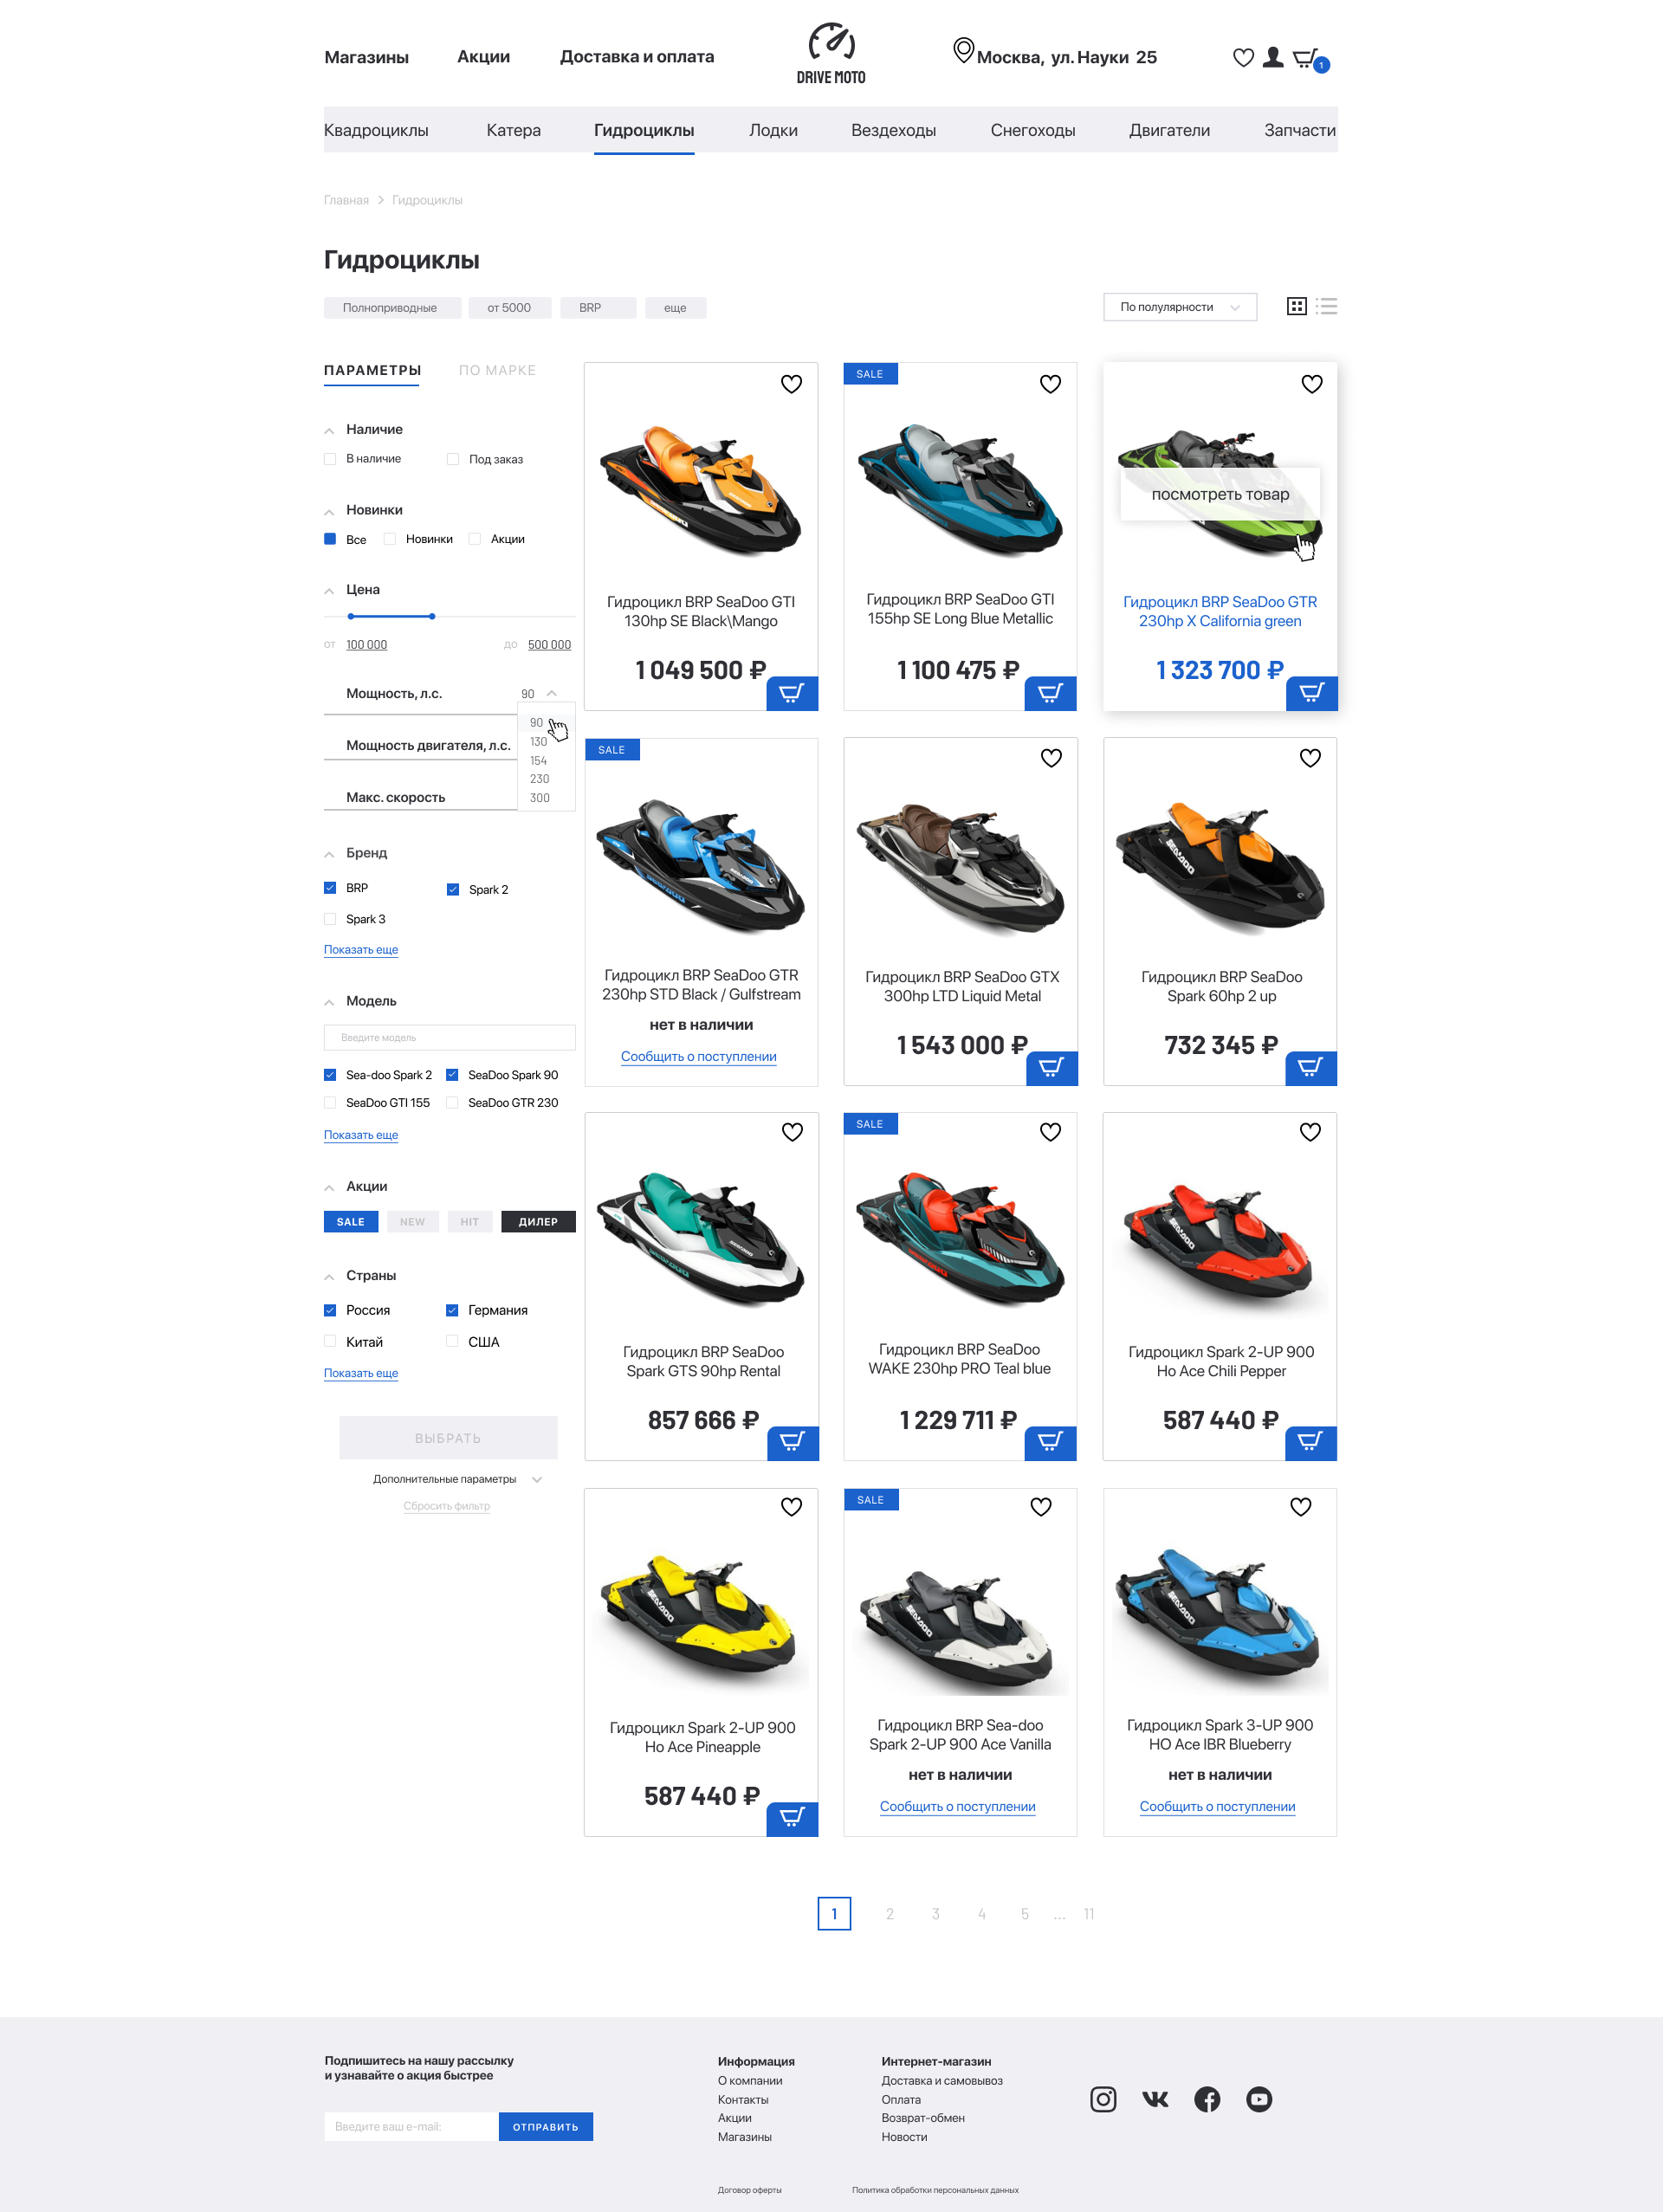 Магазины
Акции
Доставка и оплата
DRIVE MOTO
Москва, ул. Науки 25
1
Квадроциклы
Катера
Гидроциклы
Лодки
Вездеходы
Снегоходы
Двигатели
Запчасти
Главная > Гидроциклы
Гидроциклы
Полноприводные
от 5000
BRP
еще
По полулярности
ПАРАМЕТРЫ
ПО МАРКЕ
Наличие
В наличие
Под заказ
Новинки
Все
Новинки
Акции
Цена
от 100 000
до 500 000
Мощность, л.с.
90
90
130
154
230
300
Мощность двигателя, л.с.
Макс. скорость
Бренд
BRP
Spark 2
Spark 3
Показать еще
Модель
Введите модель
Sea-doo Spark 2
SeaDoo Spark 90
SeaDoo GTI 155
SeaDoo GTR 230
Показать еще
Акции
SALE
NEW
HIT
ДИЛЕР
Страны
Россия
Германия
Китай
США
Показать еще
ВЫБРАТЬ
Дополнительные параметры
Сбросить фильтр
Гидроцикл BRP SeaDoo GTI
130hp SE Black\Mango
1 049 500 ₽
SALE
Гидроцикл BRP SeaDoo GTI
155hp SE Long Blue Metallic
1 100 475 ₽
посмотреть товар
Гидроцикл BRP SeaDoo GTR
230hp X California green
1 323 700 ₽
SALE
Гидроцикл BRP SeaDoo GTR
230hp STD Black / Gulfstream
нет в наличии
Сообщить о поступлении
Гидроцикл BRP SeaDoo GTX
300hp LTD Liquid Metal
1 543 000 ₽
SEADOO
Гидроцикл BRP SeaDoo
Spark 60hp 2 up
732 345 ₽
Гидроцикл BRP SeaDoo
Spark GTS 90hp Rental
857 666 ₽
SALE
Гидроцикл BRP SeaDoo
WAKE 230hp PRO Teal blue
1 229 711 ₽
SEADOO
Гидроцикл Spark 2-UP 900
Ho Ace Chili Pepper
587 440 ₽
SEADOO
Гидроцикл Spark 2-UP 900
Ho Ace Pineapple
587 440 ₽
SALE
SEADOO
Гидроцикл BRP Sea-doo
Spark 2-UP 900 Ace Vanilla
нет в наличии
Сообщить о поступлении
SEADOO
Гидроцикл Spark 3-UP 900
HO Ace IBR Blueberry
нет в наличии
Сообщить о поступлении
1 2 3 4 5 ... 11
Подпишитесь на нашу рассылку
и узнавайте о акция быстрее
Введите ваш e-mail:
ОТПРАВИТЬ
Информация
О компании
Контакты
Акции
Магазины
Интернет-магазин
Доставка и самовывоз
Оплата
Возврат-обмен
Новости
Договор оферты
Политика обработки персональных данных